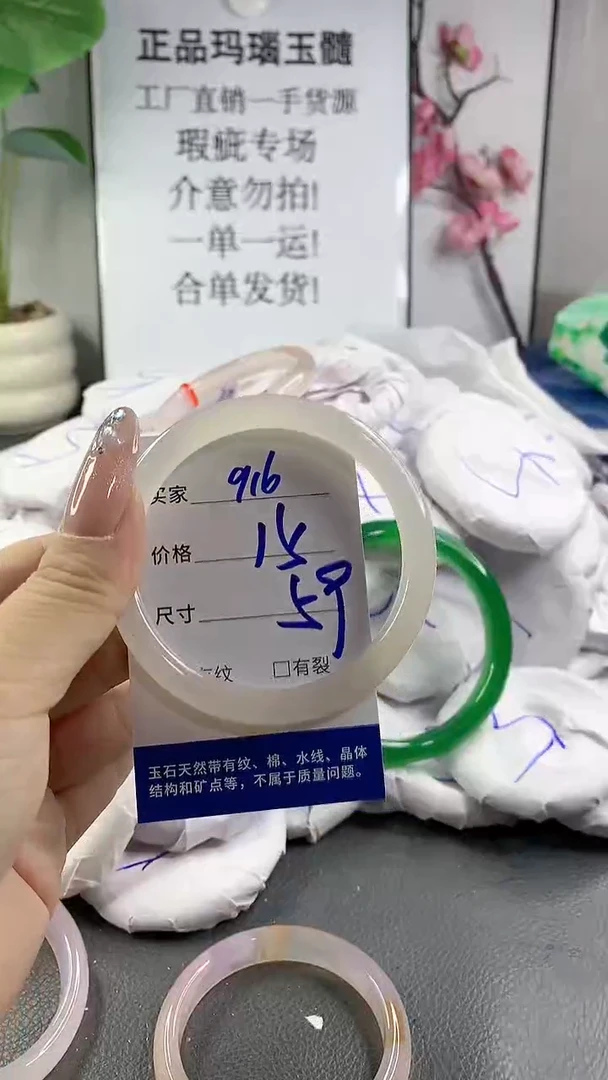 正品玛瑙玉髓
工厂直销一手货源
瑕疵专场
介意勿拍!
一单一运!
合单发货!
买家 916
价格 15
尺寸 59
纹 □有裂
玉石天然带有纹、棉、水线、晶体
结构和矿点等，不属于质量问题。